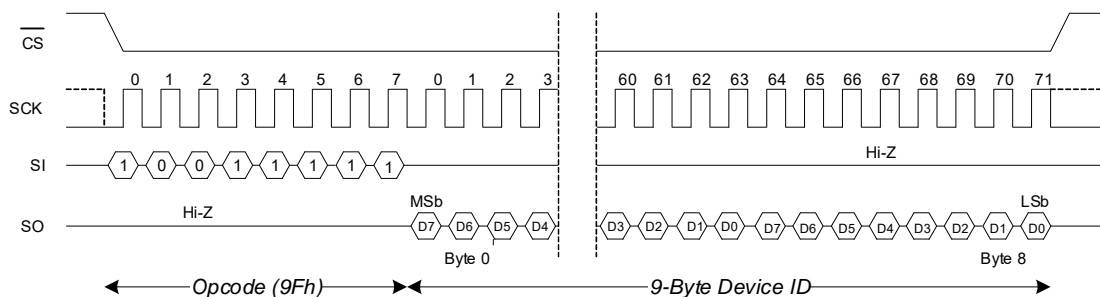 CS
0 1 2 3 4 5 6 7 0 1 2 3 60 61 62 63 64 65 66 67 68 69 70 71
SCK
Hi-Z
SI 1 0 0 1 1 1 1 1
Hi-Z MSb LSb
SO D7 D6 D5 D4 D3 D2 D1 D0 D7 D6 D5 D4 D3 D2 D1 D0
Byte 0 Byte 8
Opcode (9Fh) 9-Byte Device ID